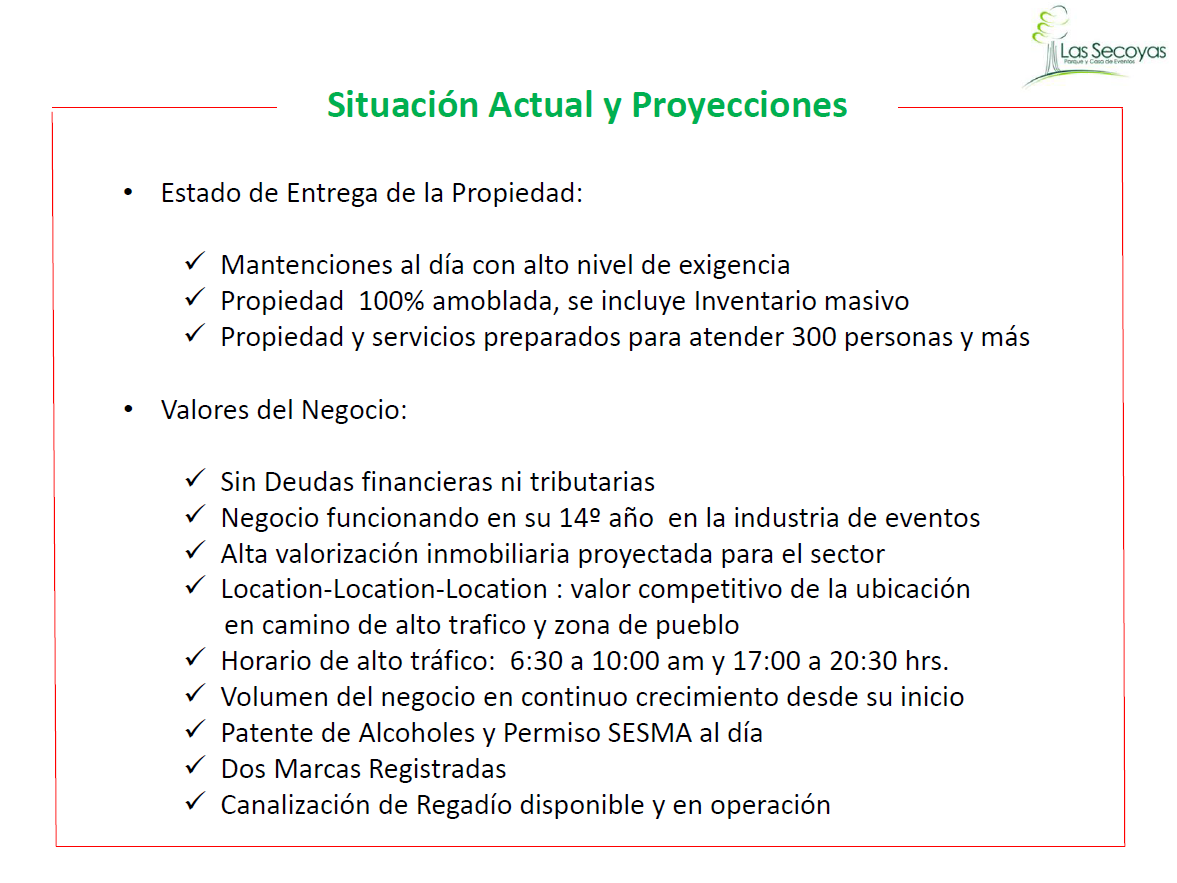 Las Secoyas
Parque y Casa de Eventos
Situación Actual y Proyecciones
• Estado de Entrega de la Propiedad:
✓ Mantenciones al día con alto nivel de exigencia
✓ Propiedad 100% amoblada, se incluye Inventario masivo
✓ Propiedad y servicios preparados para atender 300 personas y más
• Valores del Negocio:
✓ Sin Deudas financieras ni tributarias
✓ Negocio funcionando en su 14º año en la industria de eventos
✓ Alta valorización inmobiliaria proyectada para el sector
✓ Location-Location-Location : valor competitivo de la ubicación
en camino de alto trafico y zona de pueblo
✓ Horario de alto tráfico: 6:30 a 10:00 am y 17:00 a 20:30 hrs.
✓ Volumen del negocio en continuo crecimiento desde su inicio
✓ Patente de Alcoholes y Permiso SESMA al día
✓ Dos Marcas Registradas
✓ Canalización de Regadío disponible y en operación